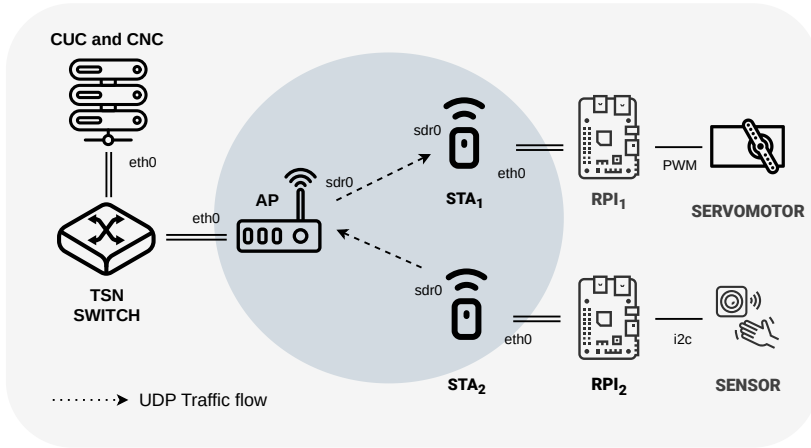 CUC and CNC
eth0
TSN
SWITCH
eth0
AP
sdr0
sdr0
STA1
eth0
RPI1
PWM
SERVOMOTOR
sdr0
STA2
eth0
RPI2
i2c
SENSOR
UDP Traffic flow